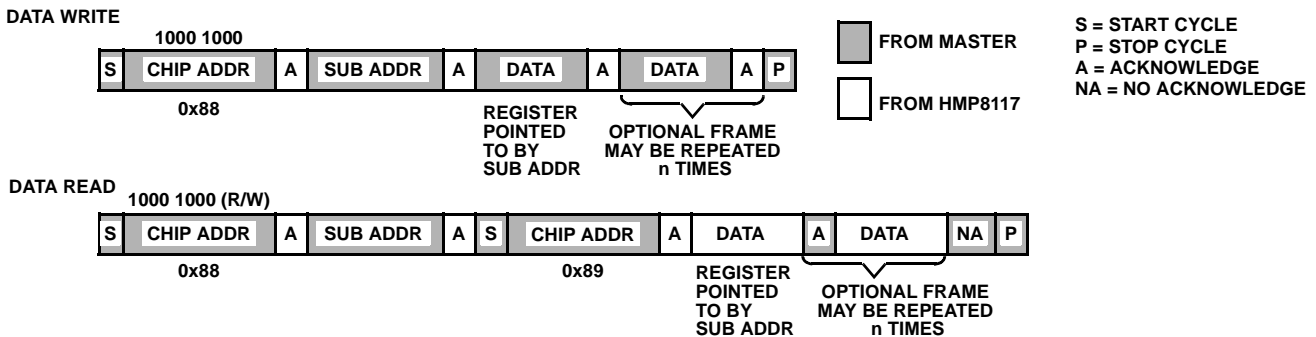 DATA WRITE
1000 1000
S CHIP ADDR A SUB ADDR A DATA A DATA A P
0x88
REGISTER
POINTED
TO BY
SUB ADDR
OPTIONAL FRAME
MAY BE REPEATED
n TIMES
FROM MASTER
FROM HMP8117
S = START CYCLE
P = STOP CYCLE
A = ACKNOWLEDGE
NA = NO ACKNOWLEDGE
DATA READ
1000 1000 (R/W)
S CHIP ADDR A SUB ADDR A S CHIP ADDR A DATA A DATA NA P
0x88
0x89
REGISTER
POINTED
TO BY
SUB ADDR
OPTIONAL FRAME
MAY BE REPEATED
n TIMES